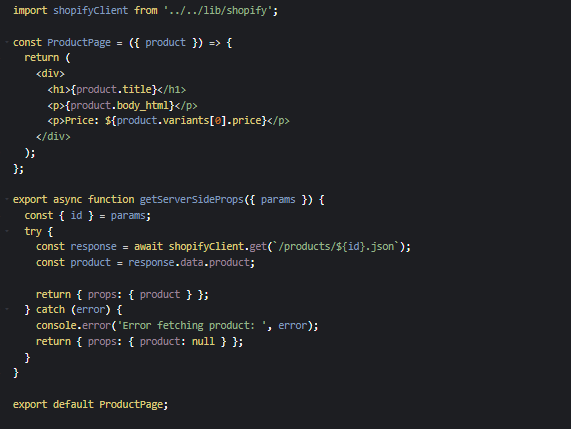 import shopifyClient from '../../lib/shopify';
const ProductPage = ({ product }) => {
return (
<div>
<h1>{product.title}</h1>
<p>{product.body_html}</p>
<p>Price: ${product.variants[0].price}</p>
</div>
);
};
export async function getServerSideProps({ params }) {
const { id } = params;
try {
const response = await shopifyClient.get(`/products/${id}.json`);
const product = response.data.product;
return { props: { product } };
} catch (error) {
console.error('Error fetching product: ', error);
return { props: { product: null } };
}
}
export default ProductPage;